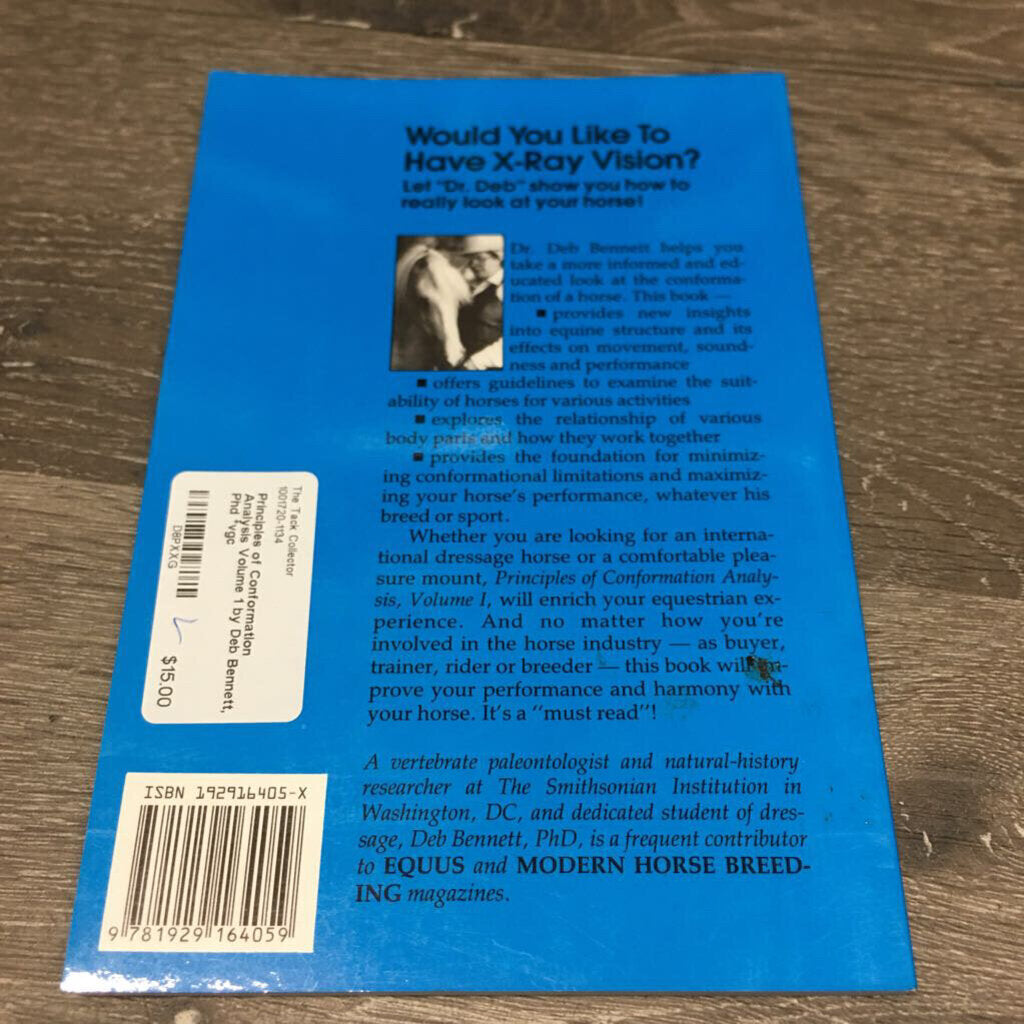 Would You Like To
Have X-Ray Vision?
Let "Dr. Deb" show you how to
really look at your horse!
Dr. Deb Bennett helps you
take a more informed and ed-
ucated look at the conforma-
tion of a horse. This book —
■ provides new insights
into equine structure and its
effects on movement, sound-
ness and performance
■ offers guidelines to examine the suit-
ability of horses for various activities
■ explores the relationship of various
body parts and how they work together
■ provides the foundation for minimiz-
ing conformational limitations and maximiz-
ing your horse's performance, whatever his
breed or sport.
Whether you are looking for an interna-
tional dressage horse or a comfortable plea-
sure mount, Principles of Conformation Analy-
sis, Volume I, will enrich your equestrian ex-
perience. And no matter how you're
involved in the horse industry — as buyer,
trainer, rider or breeder — this book will im-
prove your performance and harmony with
your horse. It's a "must read"!
A vertebrate paleontologist and natural-history
researcher at The Smithsonian Institution in
Washington, DC, and dedicated student of dres-
sage, Deb Bennett, PhD, is a frequent contributor
to EQUUS and MODERN HORSE BREED-
ING magazines.
The Tack Collector
1001720-1134
Principles of Conformation
Analysis Volume 1 by Deb Bennett,
Phd *vgc
D8PXXG
$15.00
ISBN 192916405-X
9 781929 164059